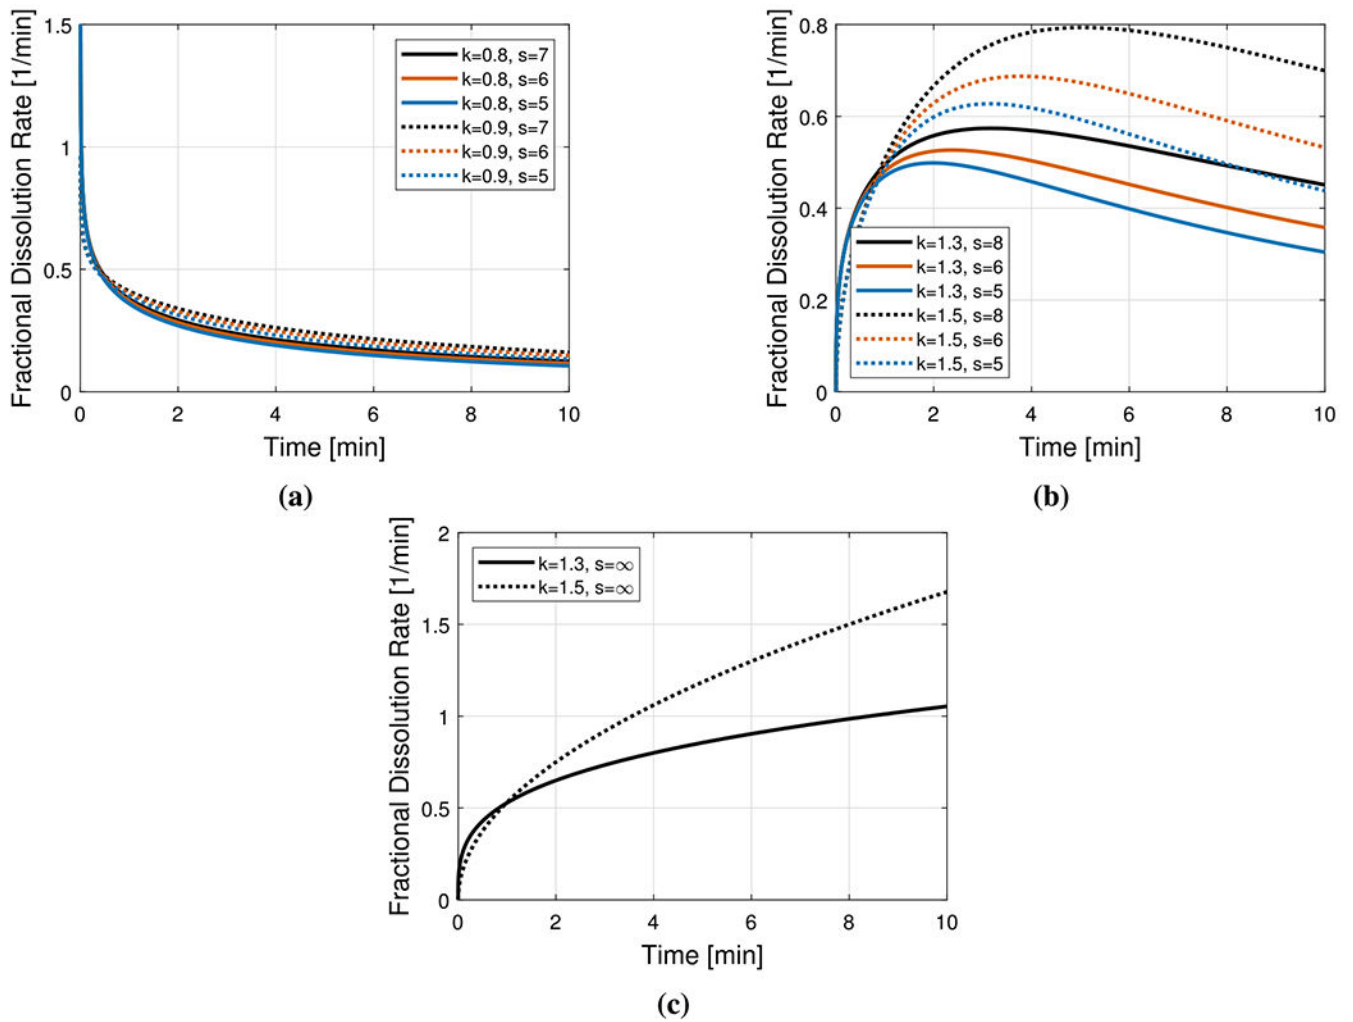 Fractional Dissolution Rate [1/min]
1.5
1
0.5
0
k=0.8, s=7
k=0.8, s=6
k=0.8, s=5
k=0.9, s=7
k=0.9, s=6
k=0.9, s=5
0 2 4 6 8 10
Time [min]
(a)
Fractional Dissolution Rate [1/min]
0.8
0.6
0.4
0.2
0
k=1.3, s=8
k=1.3, s=6
k=1.3, s=5
k=1.5, s=8
k=1.5, s=6
k=1.5, s=5
0 2 4 6 8 10
Time [min]
(b)
Fractional Dissolution Rate [1/min]
2
1.5
1
0.5
0
k=1.3, s=∞
k=1.5, s=∞
0 2 4 6 8 10
Time [min]
(c)